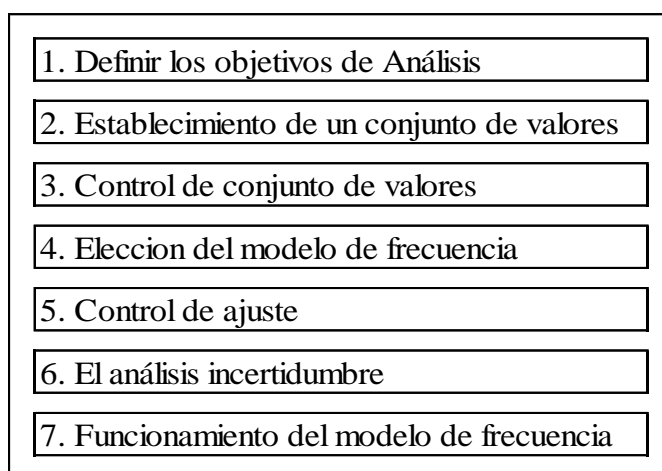 1. Definir los objetivos de Análisis
2. Establecimiento de un conjunto de valores
3. Control de conjunto de valores
4. Eleccion del modelo de frecuencia
5. Control de ajuste
6. El análisis incertidumbre
7. Funcionamiento del modelo de frecuencia